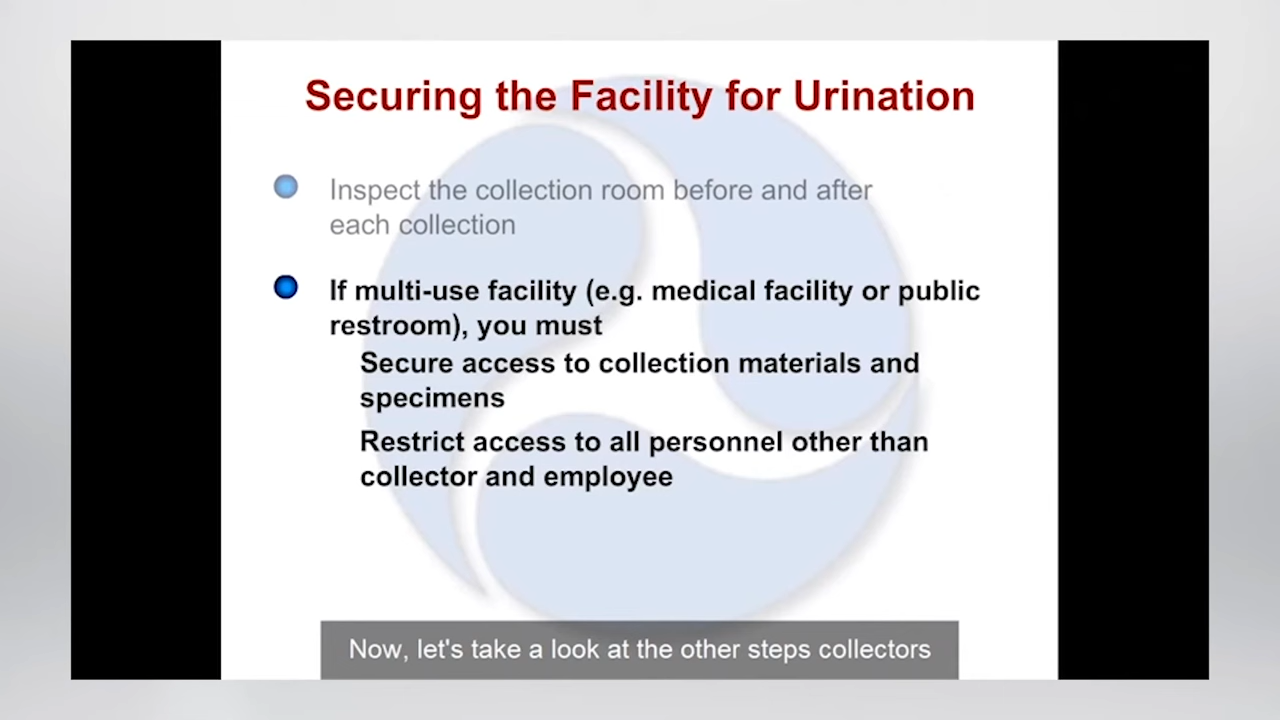 Securing the Facility for Urination
Inspect the collection room before and after
each collection
If multi-use facility (e.g. medical facility or public
restroom), you must
Secure access to collection materials and
specimens
Restrict access to all personnel other than
collector and employee
Now, let's take a look at the other steps collectors